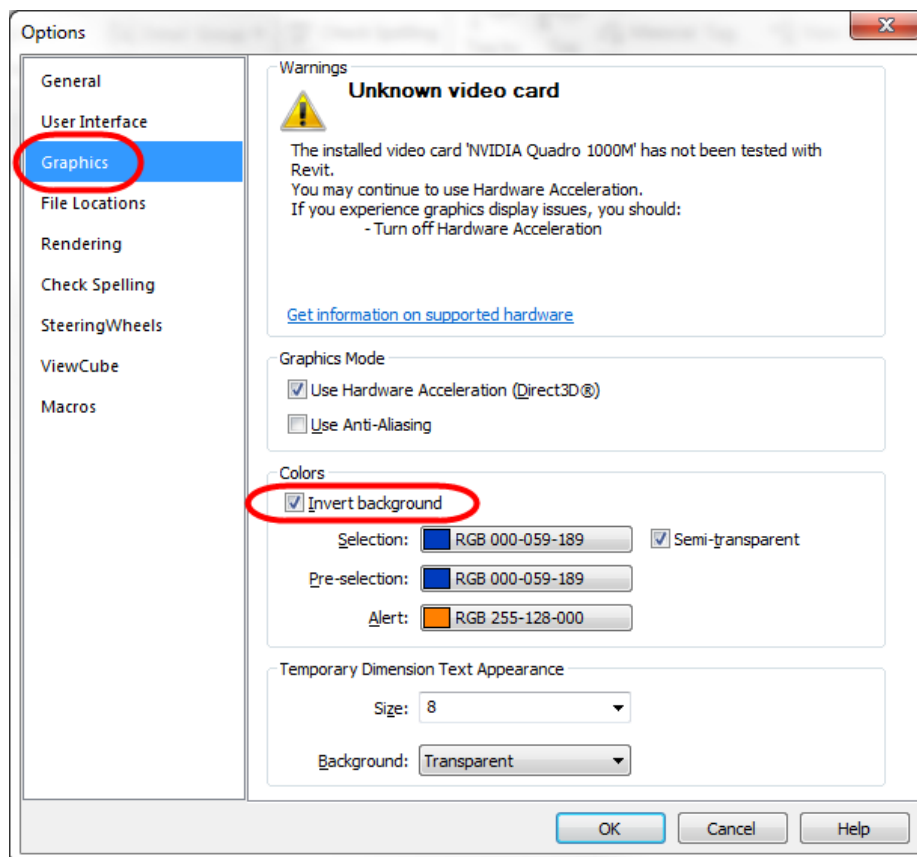 Options
General
User Interface
Graphics
File Locations
Rendering
Check Spelling
SteeringWheels
ViewCube
Macros
Warnings
Unknown video card
The installed video card 'NVIDIA Quadro 1000M' has not been tested with
Revit.
You may continue to use Hardware Acceleration.
If you experience graphics display issues, you should:
- Turn off Hardware Acceleration
Get information on supported hardware
Graphics Mode
Use Hardware Acceleration (Direct3D®)
Use Anti-Aliasing
Colors
Invert background
Selection: RGB 000-059-189 Semi-transparent
Pre-selection: RGB 000-059-189
Alert: RGB 255-128-000
Temporary Dimension Text Appearance
Size: 8
Background: Transparent
OK Cancel Help